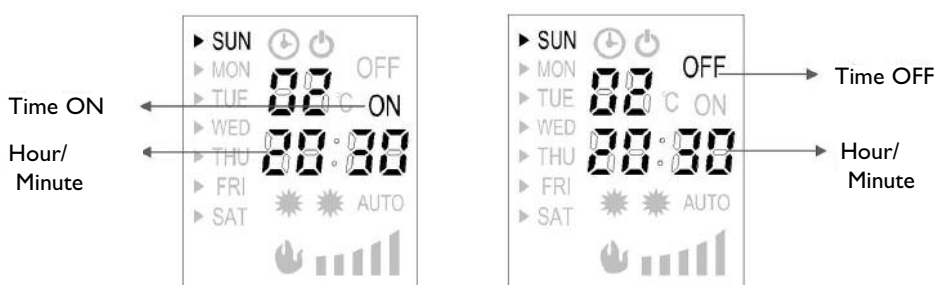 Time ON
Hour/
Minute
▶ SUN
▶ MON
▶ TUE
▶ WED
▶ THU
▶ FRI
▶ SAT
OFF
02 °C
ON
20:30
AUTO
▶ SUN
▶ MON
▶ TUE
▶ WED
▶ THU
▶ FRI
▶ SAT
OFF
02 °C
ON
20:30
AUTO
Time OFF
Hour/
Minute